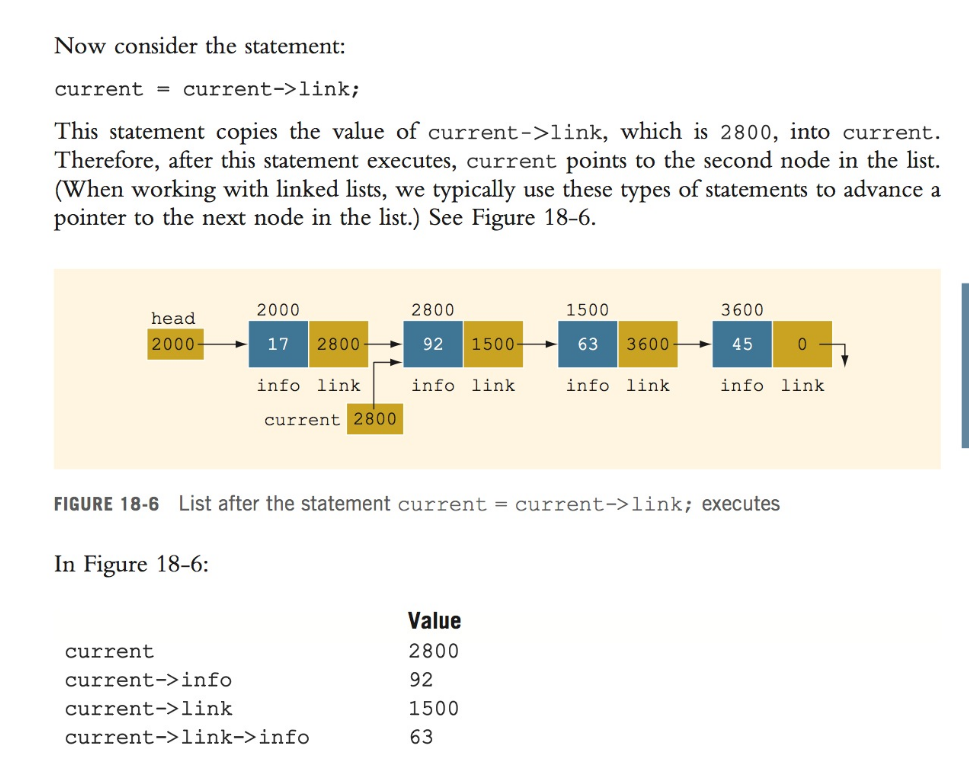 Now consider the statement:
current = current->link;
This statement copies the value of current->link, which is 2800, into current.
Therefore, after this statement executes, current points to the second node in the list.
(When working with linked lists, we typically use these types of statements to advance a
pointer to the next node in the list.) See Figure 18-6.
head 2000 2800 1500 3600
2000 17 2800 92 1500 63 3600 45 0
info link info link info link info link
current 2800
FIGURE 18-6 List after the statement current = current->link; executes
In Figure 18-6:
Value
current 2800
current->info 92
current->link 1500
current->link->info 63